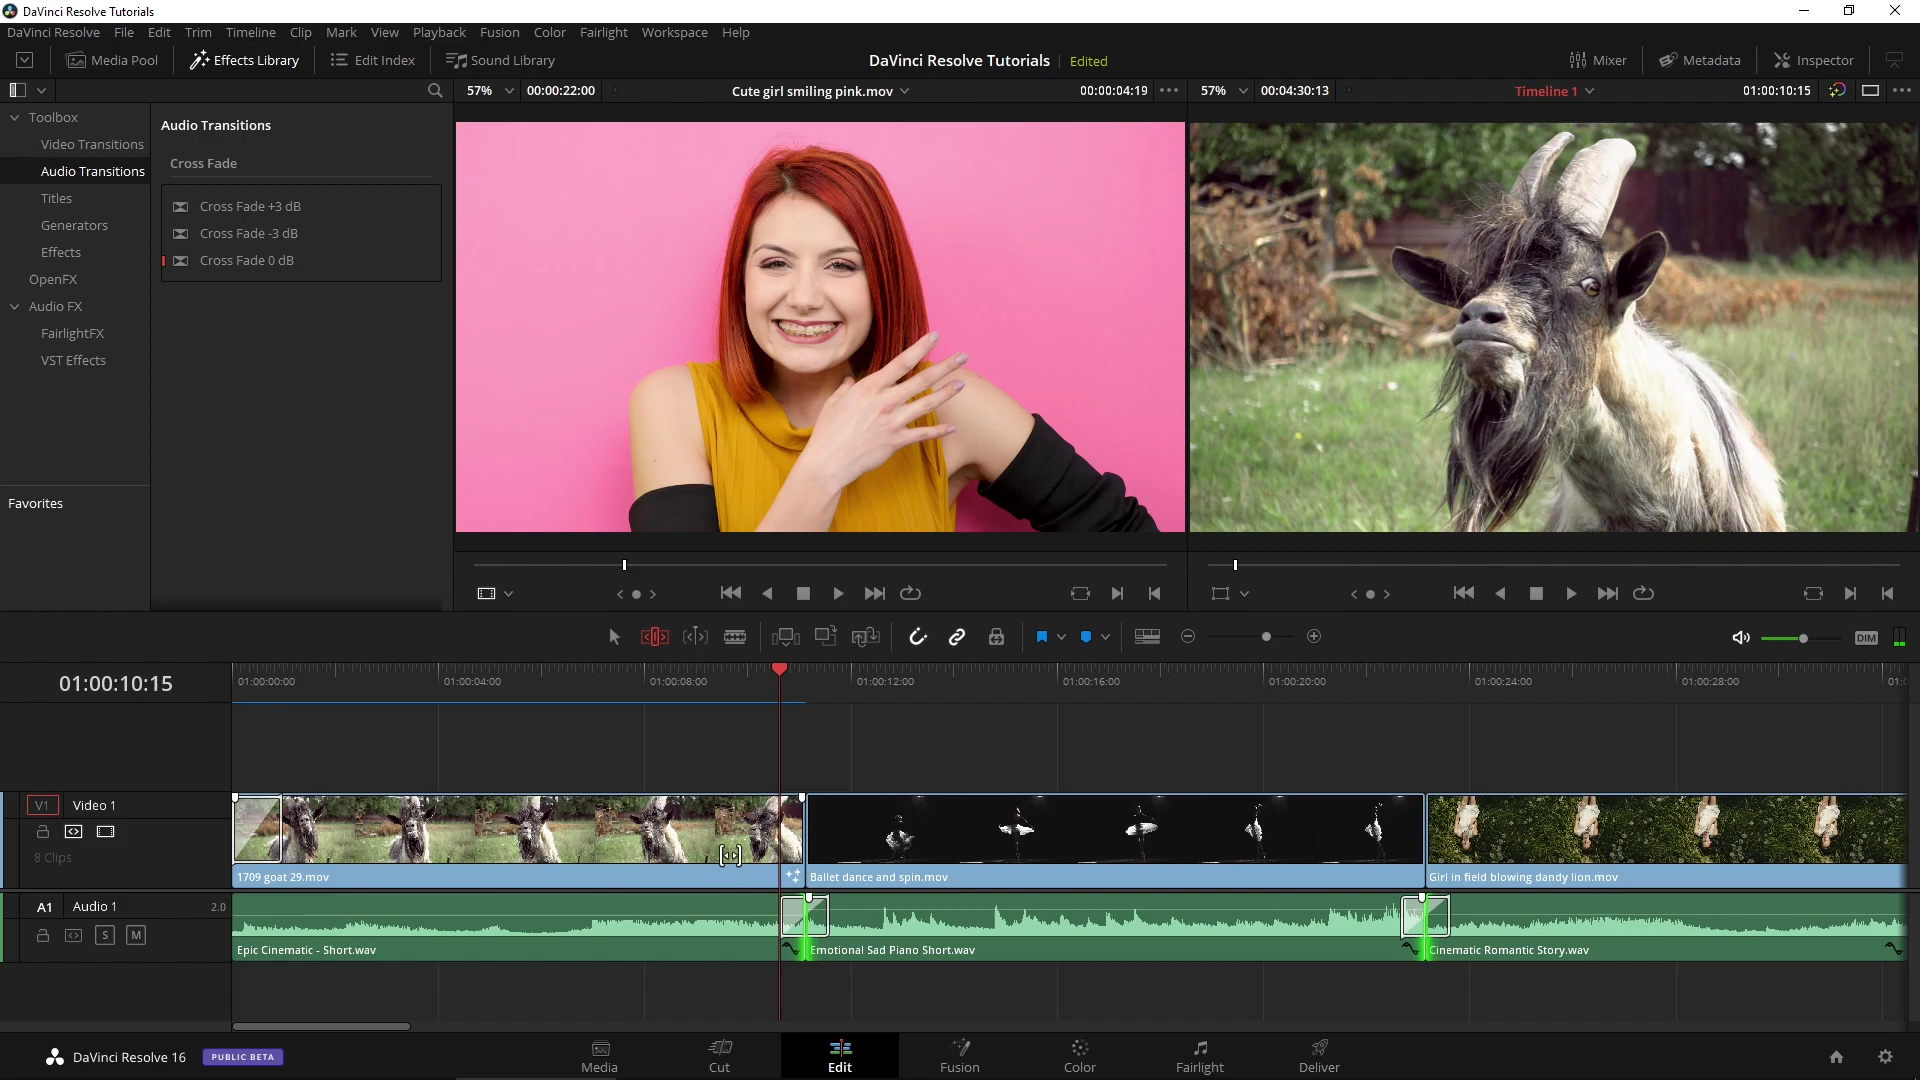 DaVinci Resolve Tutorials
DaVinci Resolve File Edit Trim Timeline Clip Mark View Playback Fusion Color Fairlight Workspace Help
Media Pool Effects Library Edit Index Sound Library DaVinci Resolve Tutorials Edited Mixer Metadata Inspector
57% 00:00:22:00 Cute girl smiling pink.mov 00:00:04:19 57% 00:04:30:13 Timeline 1 01:00:10:15
Toolbox
Video Transitions
Audio Transitions
Titles
Generators
Effects
OpenFX
Audio FX
FairlightFX
VST Effects
Favorites
Audio Transitions
Cross Fade
Cross Fade +3 dB
Cross Fade -3 dB
Cross Fade 0 dB
DIM
01:00:10:15
01:00:00:00 01:00:04:00 01:00:08:00 01:00:12:00 01:00:16:00 01:00:20:00 01:00:24:00 01:00:28:00
V1 Video 1
8 Clips
1709 goat 29.mov Ballet dance and spin.mov Girl in field blowing dandy lion.mov
A1 Audio 1 2.0
S M
Epic Cinematic - Short.wav Emotional Sad Piano Short.wav Cinematic Romantic Story.wav
DaVinci Resolve 16 PUBLIC BETA
Media Cut Edit Fusion Color Fairlight Deliver